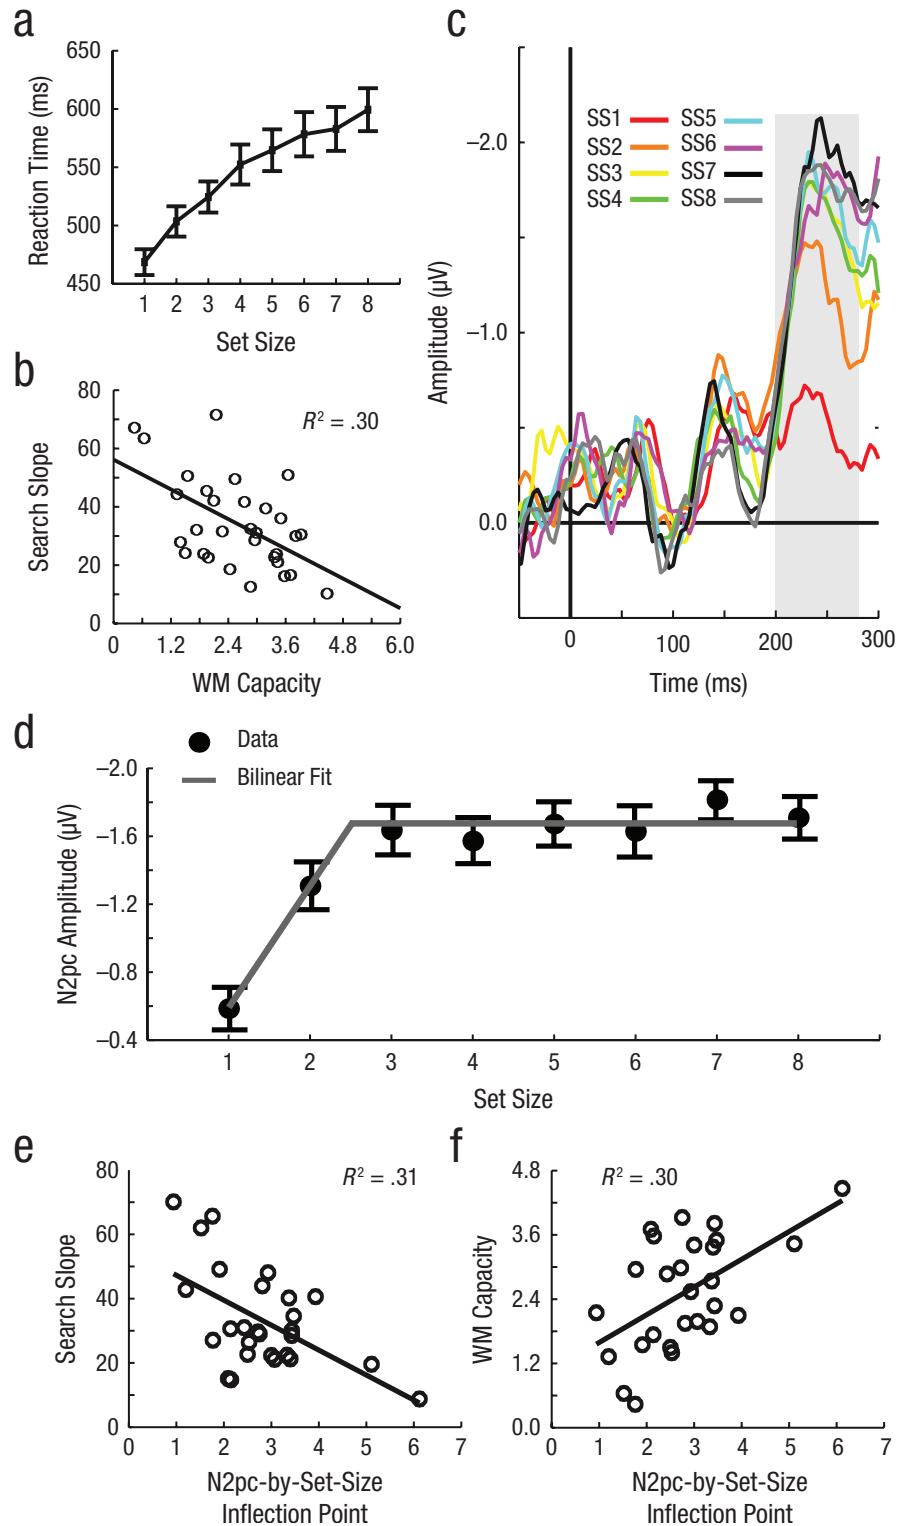 a
650
600
550
500
450
Reaction Time (ms)
1 2 3 4 5 6 7 8
Set Size
b
80
60
40
20
0
Search Slope
R² = .30
0 1.2 2.4 3.6 4.8 6.0
WM Capacity
c
–2.0
–1.0
0.0
Amplitude (µV)
SS1 SS5
SS2 SS6
SS3 SS7
SS4 SS8
0 100 200 300
Time (ms)
d
Data
Bilinear Fit
–2.0
–1.6
–1.2
–0.8
–0.4
N2pc Amplitude (µV)
1 2 3 4 5 6 7 8
Set Size
e
80
60
40
20
0
Search Slope
R² = .31
0 1 2 3 4 5 6 7
N2pc-by-Set-Size
Inflection Point
f
4.8
3.6
2.4
1.2
0.0
WM Capacity
R² = .30
0 1 2 3 4 5 6 7
N2pc-by-Set-Size
Inflection Point